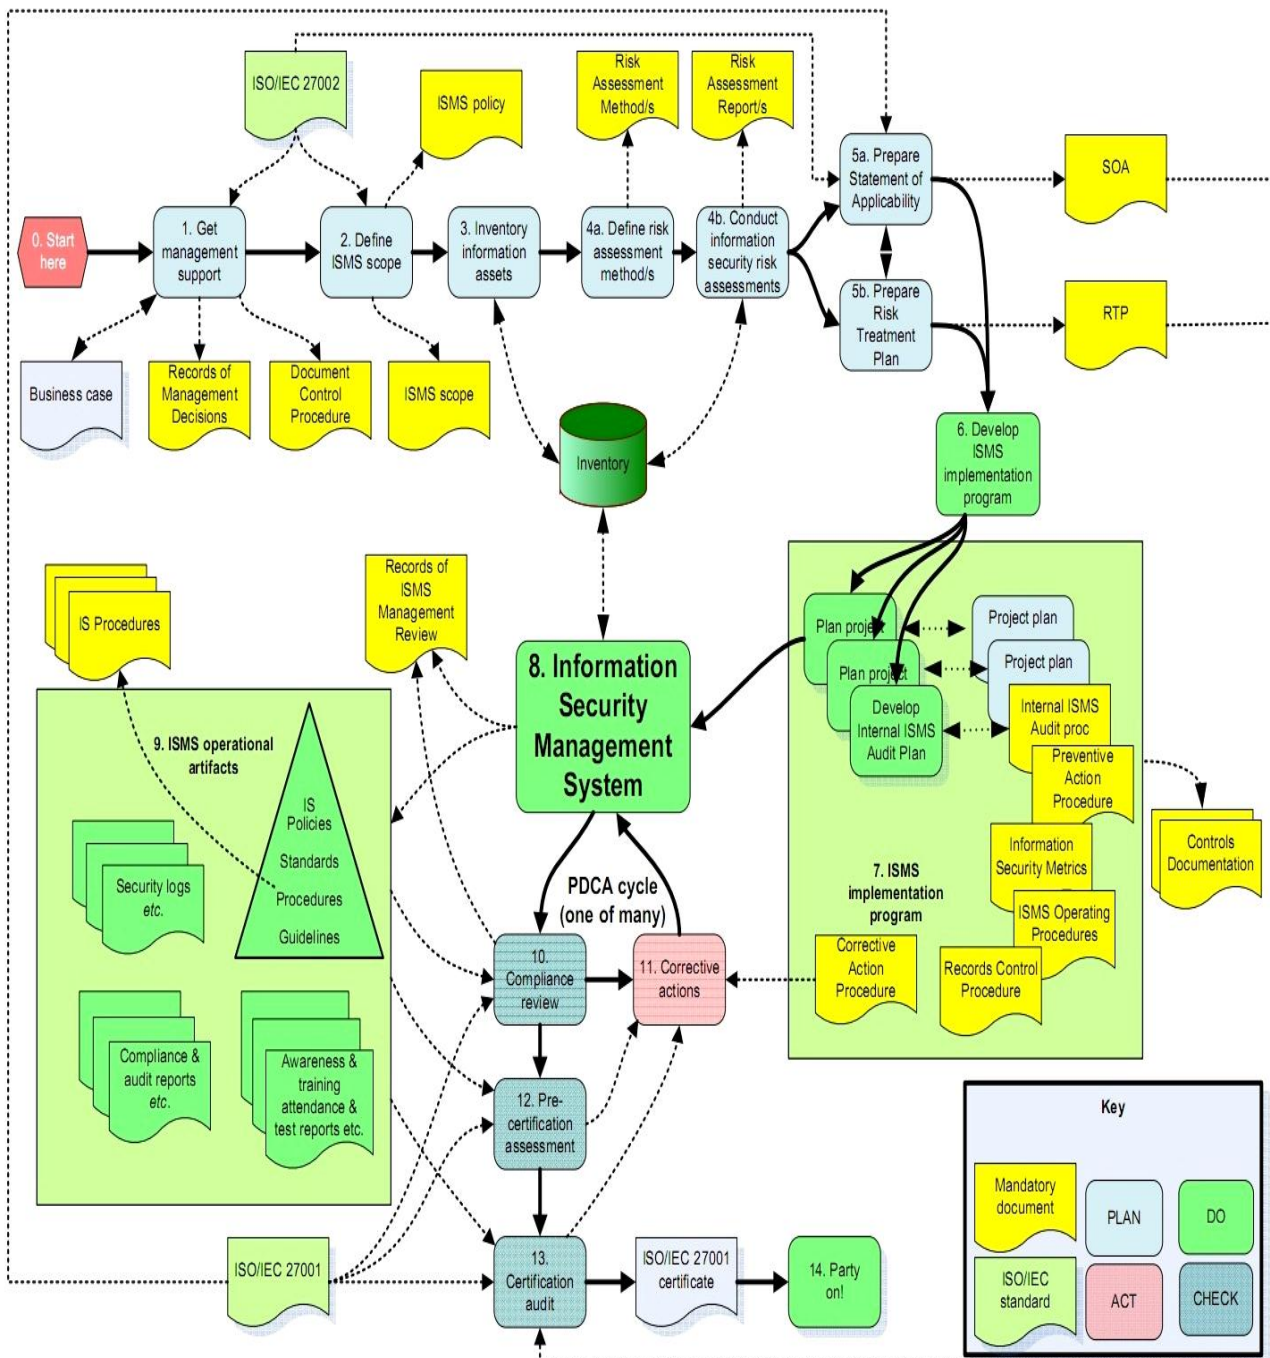 ISO/IEC 27002
ISMS policy
Risk
Assessment
Method/s
Risk
Assessment
Report/s
5a. Prepare
Statement of
Applicability
SOA
0. Start
here
1. Get
management
support
2. Define
ISMS scope
3. Inventory
information
assets
4a. Define risk
assessment
method/s
4b. Conduct
information
security risk
assessments
5b. Prepare
Risk
Treatment
Plan
RTP
Business case
Records of
Management
Decisions
Document
Control
Procedure
ISMS scope
Inventory
6. Develop
ISMS
implementation
program
IS Procedures
Records of
ISMS
Management
Review
8. Information
Security
Management
System
Plan project
Project plan
Plan project
Project plan
Develop
Internal ISMS
Audit Plan
Internal ISMS
Audit proc
Preventive
Action
Procedure
Controls
Documentation
Information
Security Metrics
7. ISMS
implementation
program
ISMS Operating
Procedures
Corrective
Action
Procedure
Records Control
Procedure
9. ISMS operational
artifacts
IS
Policies
Standards
Procedures
Guidelines
Security logs
etc.
Compliance &
audit reports
etc.
Awareness &
training
attendance &
test reports etc.
PDCA cycle
(one of many)
10.
Compliance
review
11. Corrective
actions
12. Pre-
certification
assessment
ISO/IEC 27001
13.
Certification
audit
ISO/IEC 27001
certificate
14. Party
on!
Key
Mandatory
document
PLAN
DO
ISO/IEC
standard
ACT
CHECK